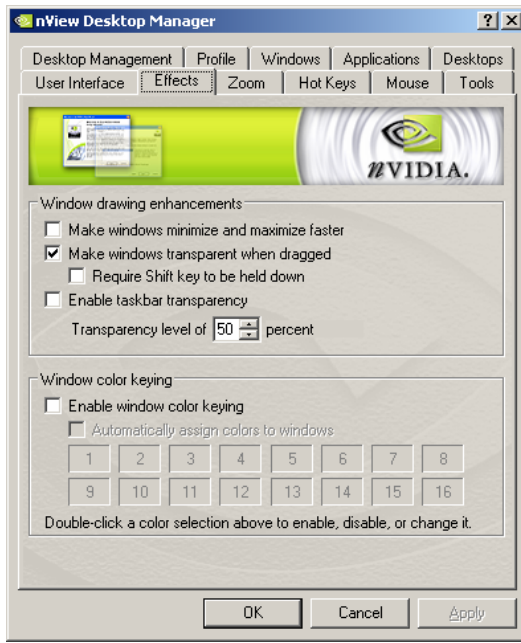 nView Desktop Manager
Desktop Management Profile Windows Applications Desktops
User Interface Effects Zoom Hot Keys Mouse Tools
nVIDIA.
Window drawing enhancements
Make windows minimize and maximize faster
Make windows transparent when dragged
Require Shift key to be held down
Enable taskbar transparency
Transparency level of 50 percent
Window color keying
Enable window color keying
Automatically assign colors to windows
1 2 3 4 5 6 7 8
9 10 11 12 13 14 15 16
Double-click a color selection above to enable, disable, or change it.
OK Cancel Apply